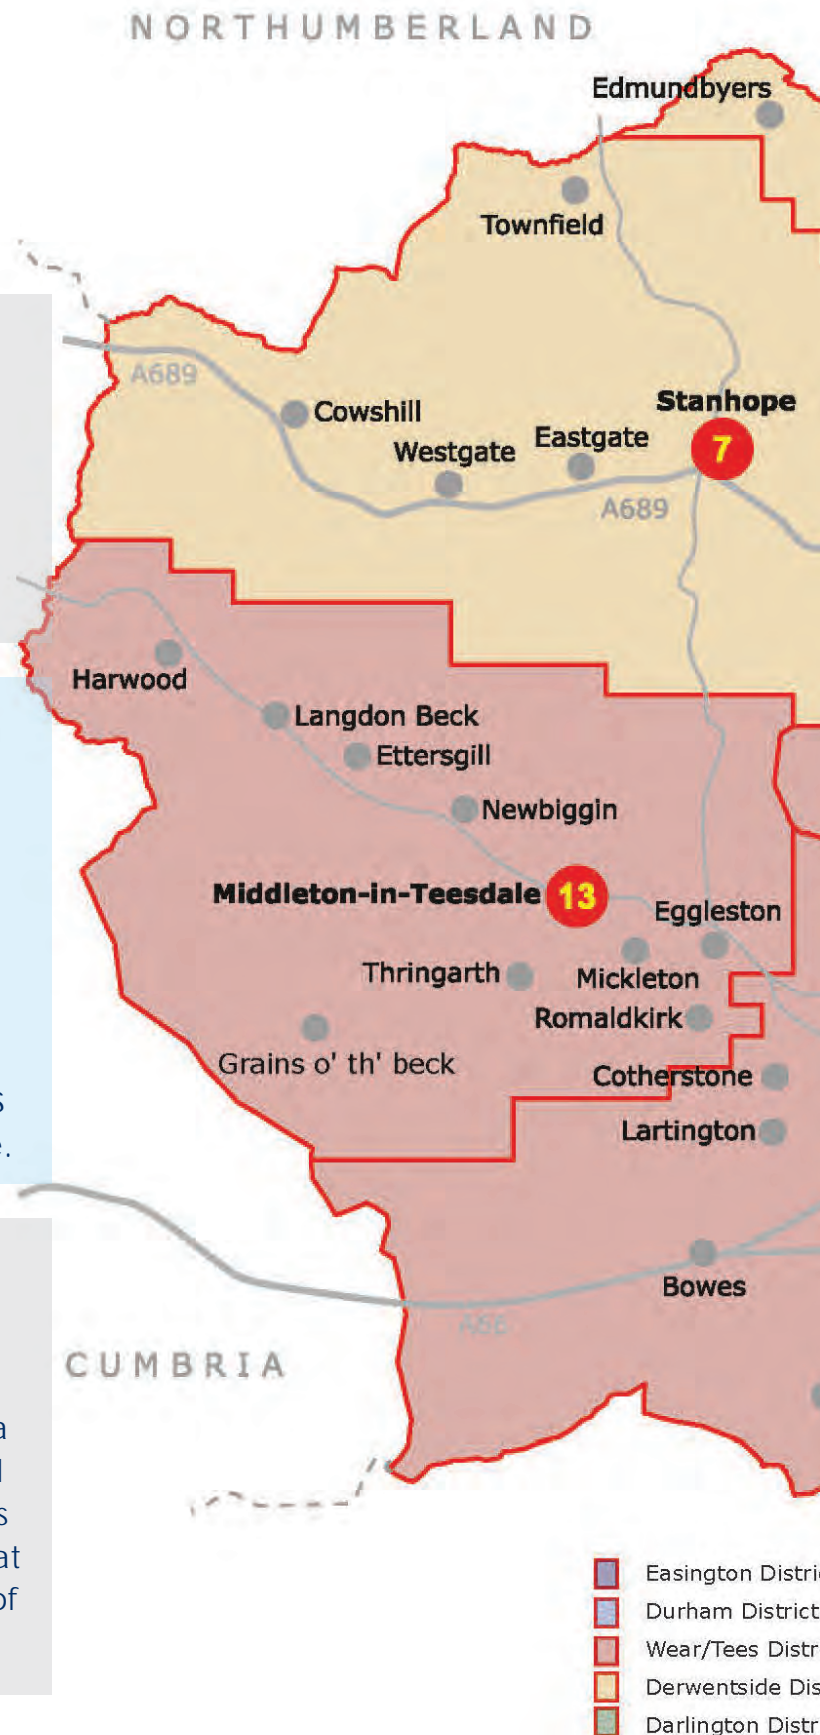 NORTHUMBERLAND
Edmundbyers
Townfield
A689
Stanhope
7
Cowshill
Eastgate
Westgate
A689
Harwood
Langdon Beck
Ettersgill
Newbiggin
Middleton-in-Teesdale
13
Eggleston
Thringarth
Mickleton
Romaldkirk
Grains o' th' beck
Cotherstone
Lartington
s
e.
Bowes
A66
CUMBRIA
a
l
s
at
of
Easington Distri
Durham District
Wear/Tees Distr
Derwentside Dis
Darlington Distr